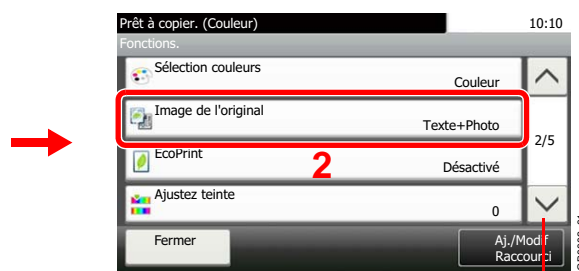 Prêt à copier. (Couleur) 10:10
Fonctions.
Sélection couleurs
Couleur
Image de l'original
Texte+Photo
2/5
EcoPrint
2
Désactivé
Ajustez teinte
0
Fermer
Aj./Modif
Raccourci